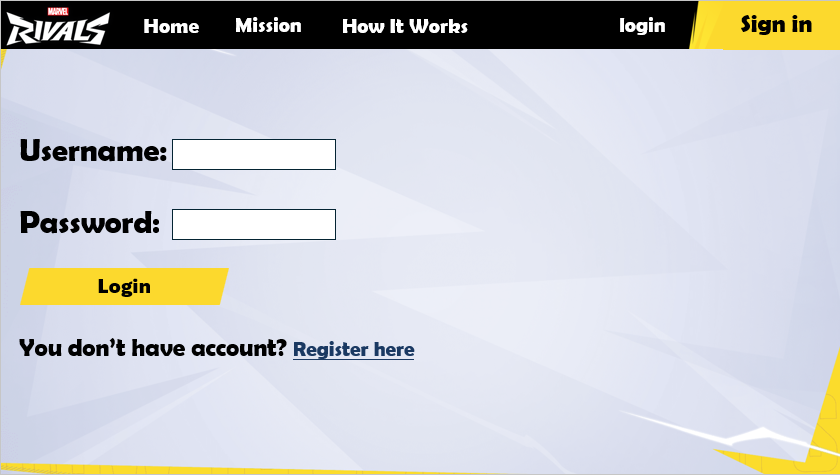 MARVEL
RIVALS
Home
Mission
How It Works
login
Sign in
Username:
Password:
Login
You don’t have account? Register here